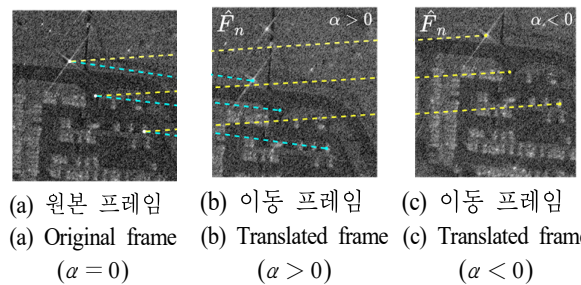 F̂ₙ α > 0
F̂ₙ α < 0
(a) 원본 프레임 (b) 이동 프레임 (c) 이동 프레임
(a) Original frame (b) Translated frame (c) Translated frame
(α = 0) (α > 0) (α < 0)